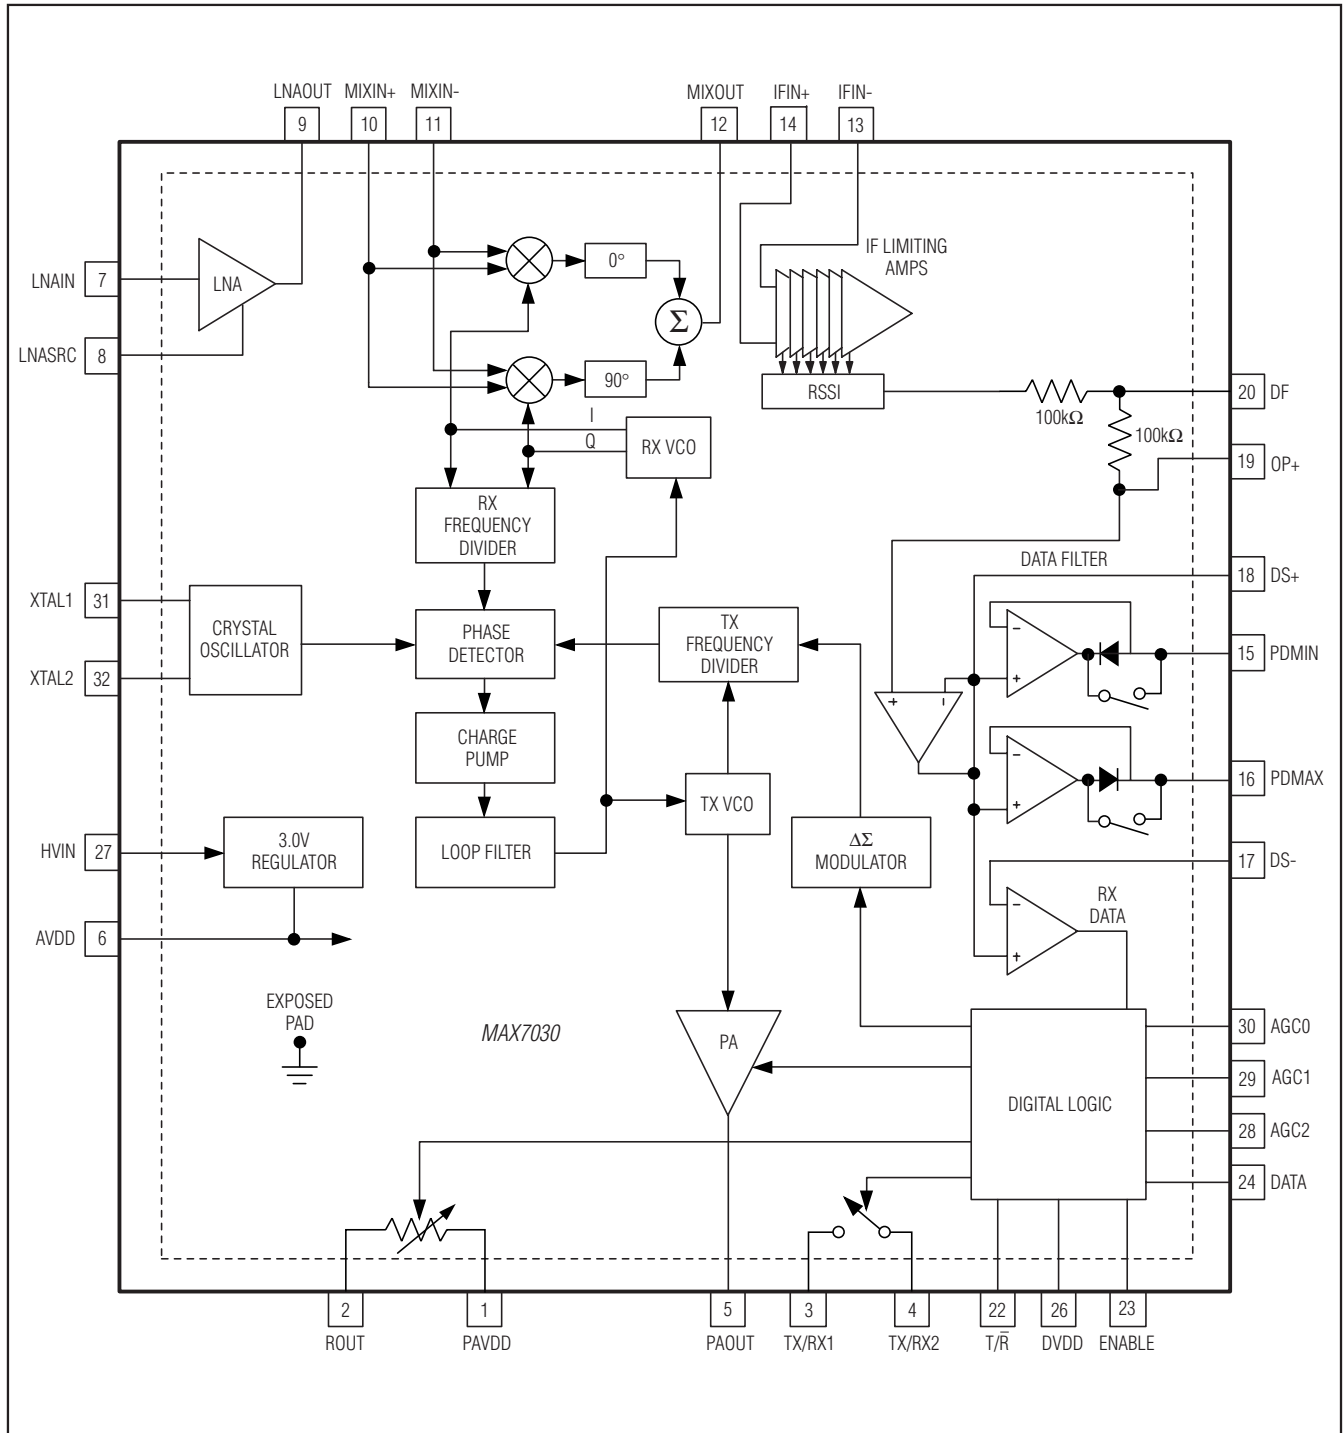 LNAOUT MIXIN+ MIXIN- MIXOUT IFIN+ IFIN-
9 10 11 12 14 13
LNAIN 7
LNA
LNASRC 8
0°
Σ
90°
I
Q
RX VCO
IF LIMITING
AMPS
RSSI
100kΩ
100kΩ
20 DF
19 OP+
RX
FREQUENCY
DIVIDER
DATA FILTER
18 DS+
XTAL1 31
XTAL2 32
CRYSTAL
OSCILLATOR
PHASE
DETECTOR
TX
FREQUENCY
DIVIDER
+ −
−
+
15 PDMIN
CHARGE
PUMP
TX VCO
−
+
16 PDMAX
HVIN 27
3.0V
REGULATOR
LOOP FILTER
ΔΣ
MODULATOR
17 DS-
AVDD 6
−
+
RX
DATA
EXPOSED
PAD
MAX7030
PA
DIGITAL LOGIC
30 AGC0
29 AGC1
28 AGC2
24 DATA
2 1 5 3 4 22 26 23
ROUT PAVDD PAOUT TX/RX1 TX/RX2 T/R̅ DVDD ENABLE